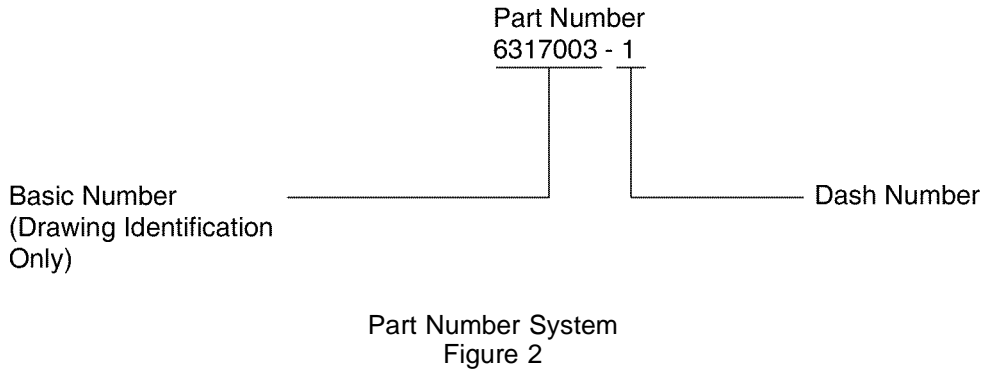 Part Number
6317003 - 1
Basic Number
(Drawing Identification
Only)
Dash Number
Part Number System
Figure 2